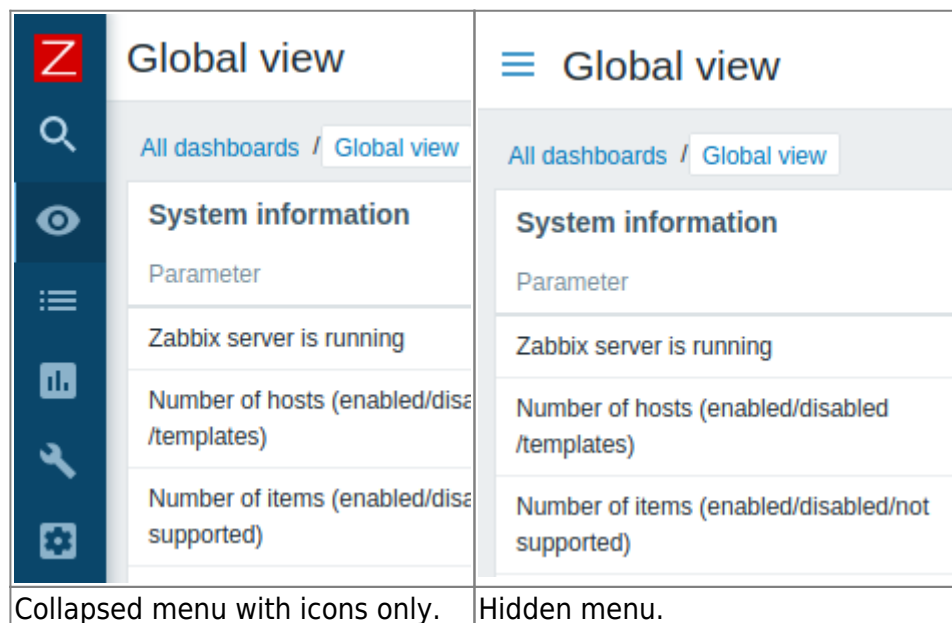 Z
Global view
All dashboards / Global view
System information
Parameter
Zabbix server is running
Number of hosts (enabled/disa
/templates)
Number of items (enabled/disa
supported)
Collapsed menu with icons only.
Global view
All dashboards / Global view
System information
Parameter
Zabbix server is running
Number of hosts (enabled/disabled
/templates)
Number of items (enabled/disabled/not
supported)
Hidden menu.